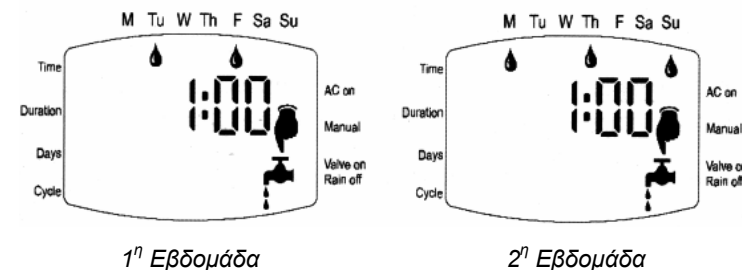 M Tu W Th F Sa Su
Time
1:00
AC on
Duration
Manual
Days
Valve on
Rain off
Cycle
1η Εβδομάδα
M Tu W Th F Sa Su
Time
1:00
AC on
Duration
Manual
Days
Valve o
Rain off
Cycle
2η Εβδομάδα